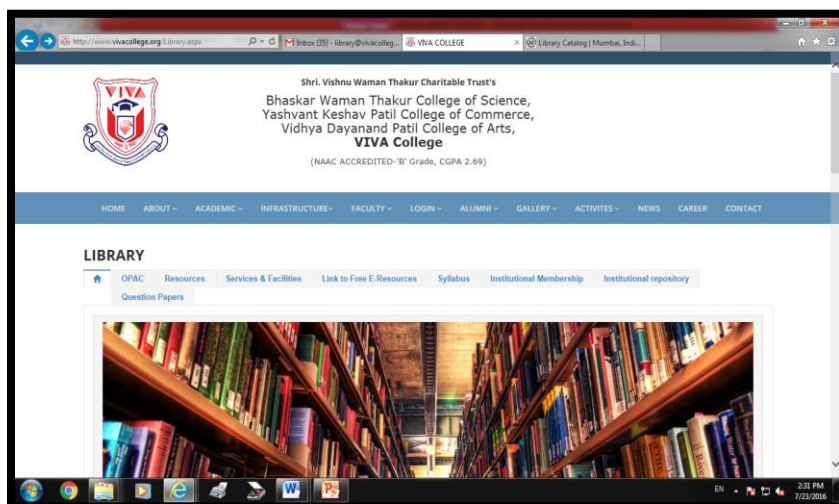 http://www.vivacollege.org/Library.aspx
Inbox (35) - library@vivacolleg...
VIVA COLLEGE
Library Catalog | Mumbai, Indi...
VIVA
Shri. Vishnu Waman Thakur Charitable Trust's
Bhaskar Waman Thakur College of Science,
Yashvant Keshav Patil College of Commerce,
Vidhya Dayanand Patil College of Arts,
VIVA College
(NAAC ACCREDITED-'B' Grade, CGPA 2.69)
HOME ABOUT ACADEMIC INFRASTRUCTURE FACULTY LOGIN ALUMNI GALLERY ACTIVITES NEWS CAREER CONTACT
LIBRARY
OPAC Resources Services & Facilities Link to Free E-Resources Syllabus Institutional Membership Institutional repository
Question Papers
EN 2:31 PM
7/23/2016